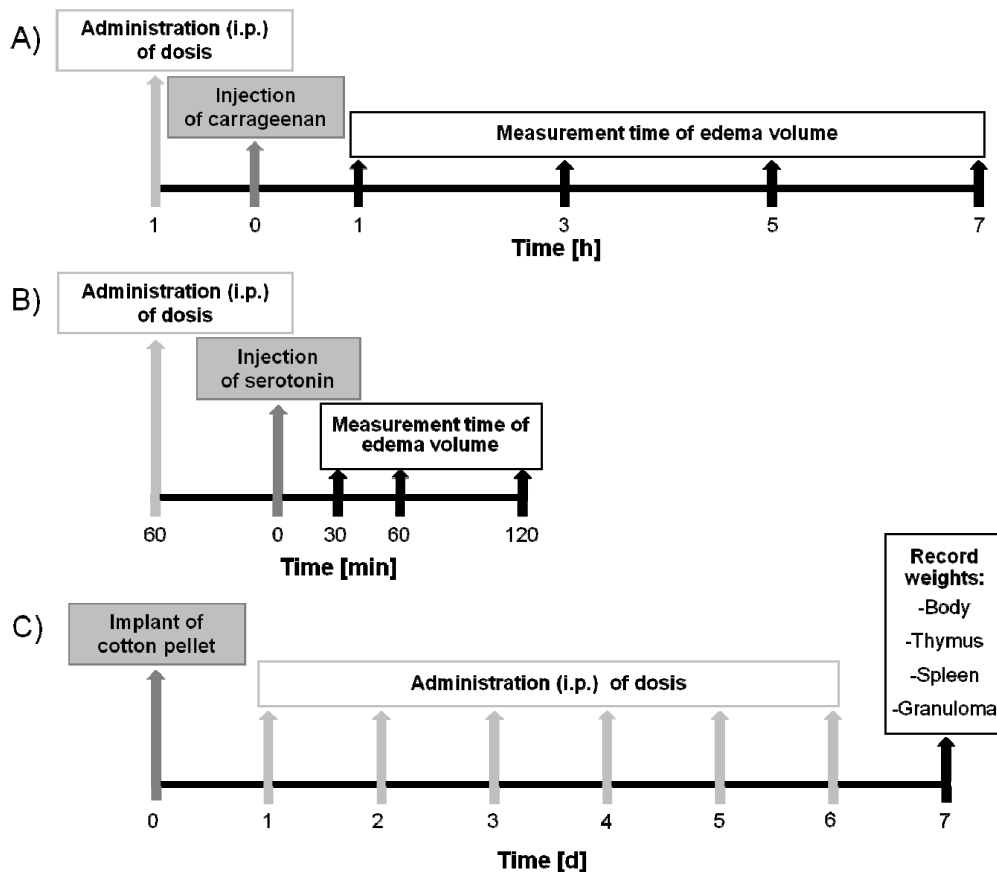 A)
Administration (i.p.)
of dosis
Injection
of carrageenan
Measurement time of edema volume
1 0 1 3 5 7
Time [h]
B)
Administration (i.p.)
of dosis
Injection
of serotonin
Measurement time of
edema volume
60 0 30 60 120
Time [min]
C)
Implant of
cotton pellet
Administration (i.p.) of dosis
Record
weights:
-Body
-Thymus
-Spleen
-Granuloma
0 1 2 3 4 5 6 7
Time [d]